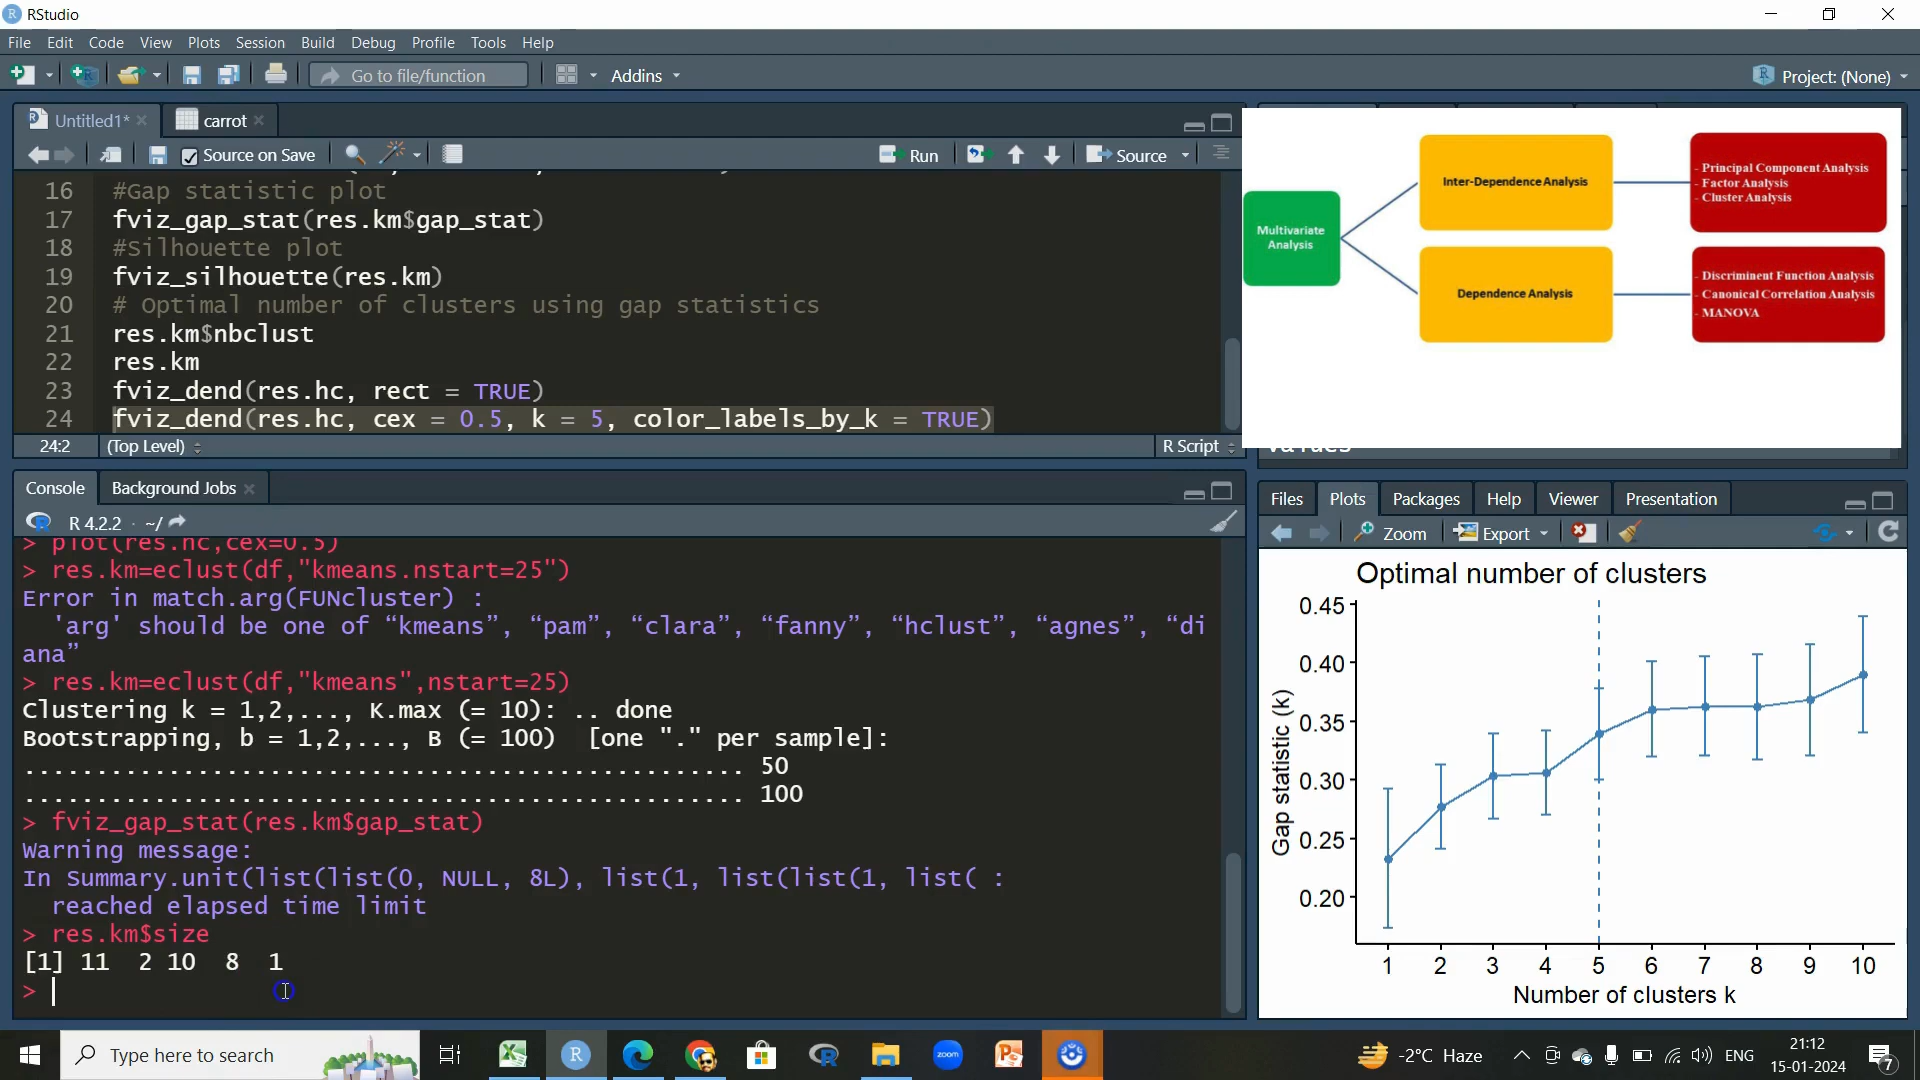 RStudio
File Edit Code View Plots Session Build Debug Profile Tools Help
Go to file/function Addins Project: (None)
Untitled1* carrot
Source on Save Run Source
16 #Gap statistic plot
17 fviz_gap_stat(res.km$gap_stat)
18 #Silhouette plot
19 fviz_silhouette(res.km)
20 # Optimal number of clusters using gap statistics
21 res.km$nbclust
22 res.km
23 fviz_dend(res.hc, rect = TRUE)
24 fviz_dend(res.hc, cex = 0.5, k = 5, color_labels_by_k = TRUE)
24:2 (Top Level) R Script
Multivariate
Analysis
Inter-Dependence Analysis
- Principal Component Analysis
- Factor Analysis
- Cluster Analysis
Dependence Analysis
- Discriminent Function Analysis
- Canonical Correlation Analysis
- MANOVA
Console Background Jobs
R 4.2.2 · ~/
> plot(res.hc,cex=0.5)
> res.km=eclust(df,"kmeans.nstart=25")
Error in match.arg(FUNcluster) :
'arg' should be one of “kmeans”, “pam”, “clara”, “fanny”, “hclust”, “agnes”, “di
ana”
> res.km=eclust(df,"kmeans",nstart=25)
Clustering k = 1,2,..., K.max (= 10): .. done
Bootstrapping, b = 1,2,..., B (= 100) [one "." per sample]:
.................................................. 50
.................................................. 100
> fviz_gap_stat(res.km$gap_stat)
Warning message:
In Summary.unit(list(list(0, NULL, 8L), list(1, list(list(1, list( :
reached elapsed time limit
> res.km$size
[1] 11 2 10 8 1
>
Files Plots Packages Help Viewer Presentation
Zoom Export
Optimal number of clusters
Gap statistic (k)
0.45
0.40
0.35
0.30
0.25
0.20
1 2 3 4 5 6 7 8 9 10
Number of clusters k
Type here to search
zoom
-2°C Haze
ENG
21:12
15-01-2024
7